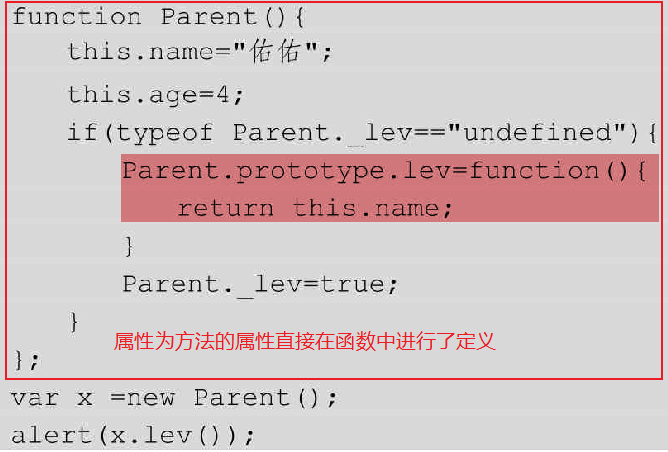 function Parent(){
this.name="佑佑";
this.age=4;
if(typeof Parent._lev=="undefined"){
Parent.prototype.lev=function(){
return this.name;
}
Parent._lev=true;
}
属性为方法的属性直接在函数中进行了定义
};
var x =new Parent();
alert(x.lev());